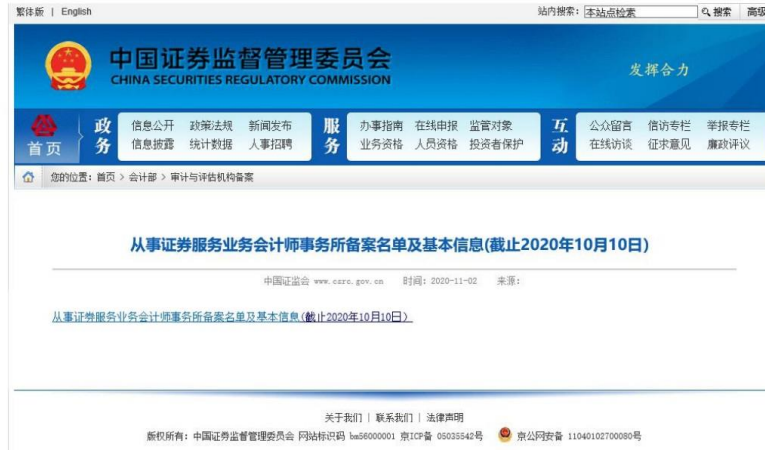 繁体版 | English 站内搜索: 本站点检索 搜索 高级
中国证券监督管理委员会
CHINA SECURITIES REGULATORY COMMISSION
发挥合力
首页
政务
信息公开 政策法规 新闻发布
信息披露 统计数据 人事招聘
服务
办事指南 在线申报 监管对象
业务资格 人员资格 投资者保护
互动
公众留言 信访专栏 举报专栏
在线访谈 征求意见 廉政评议
您的位置: 首页 > 会计部 > 审计与评估机构备案
从事证券服务业务会计师事务所备案名单及基本信息(截止2020年10月10日)
中国证监会 www.csrc.gov.cn 时间: 2020-11-02 来源:
从事证券服务业务会计师事务所备案名单及基本信息(截止2020年10月10日)
关于我们 | 联系我们 | 法律声明
版权所有: 中国证券监督管理委员会 网站标识码 bm56000001 京ICP备 05035542号 京公网安备 11040102700080号